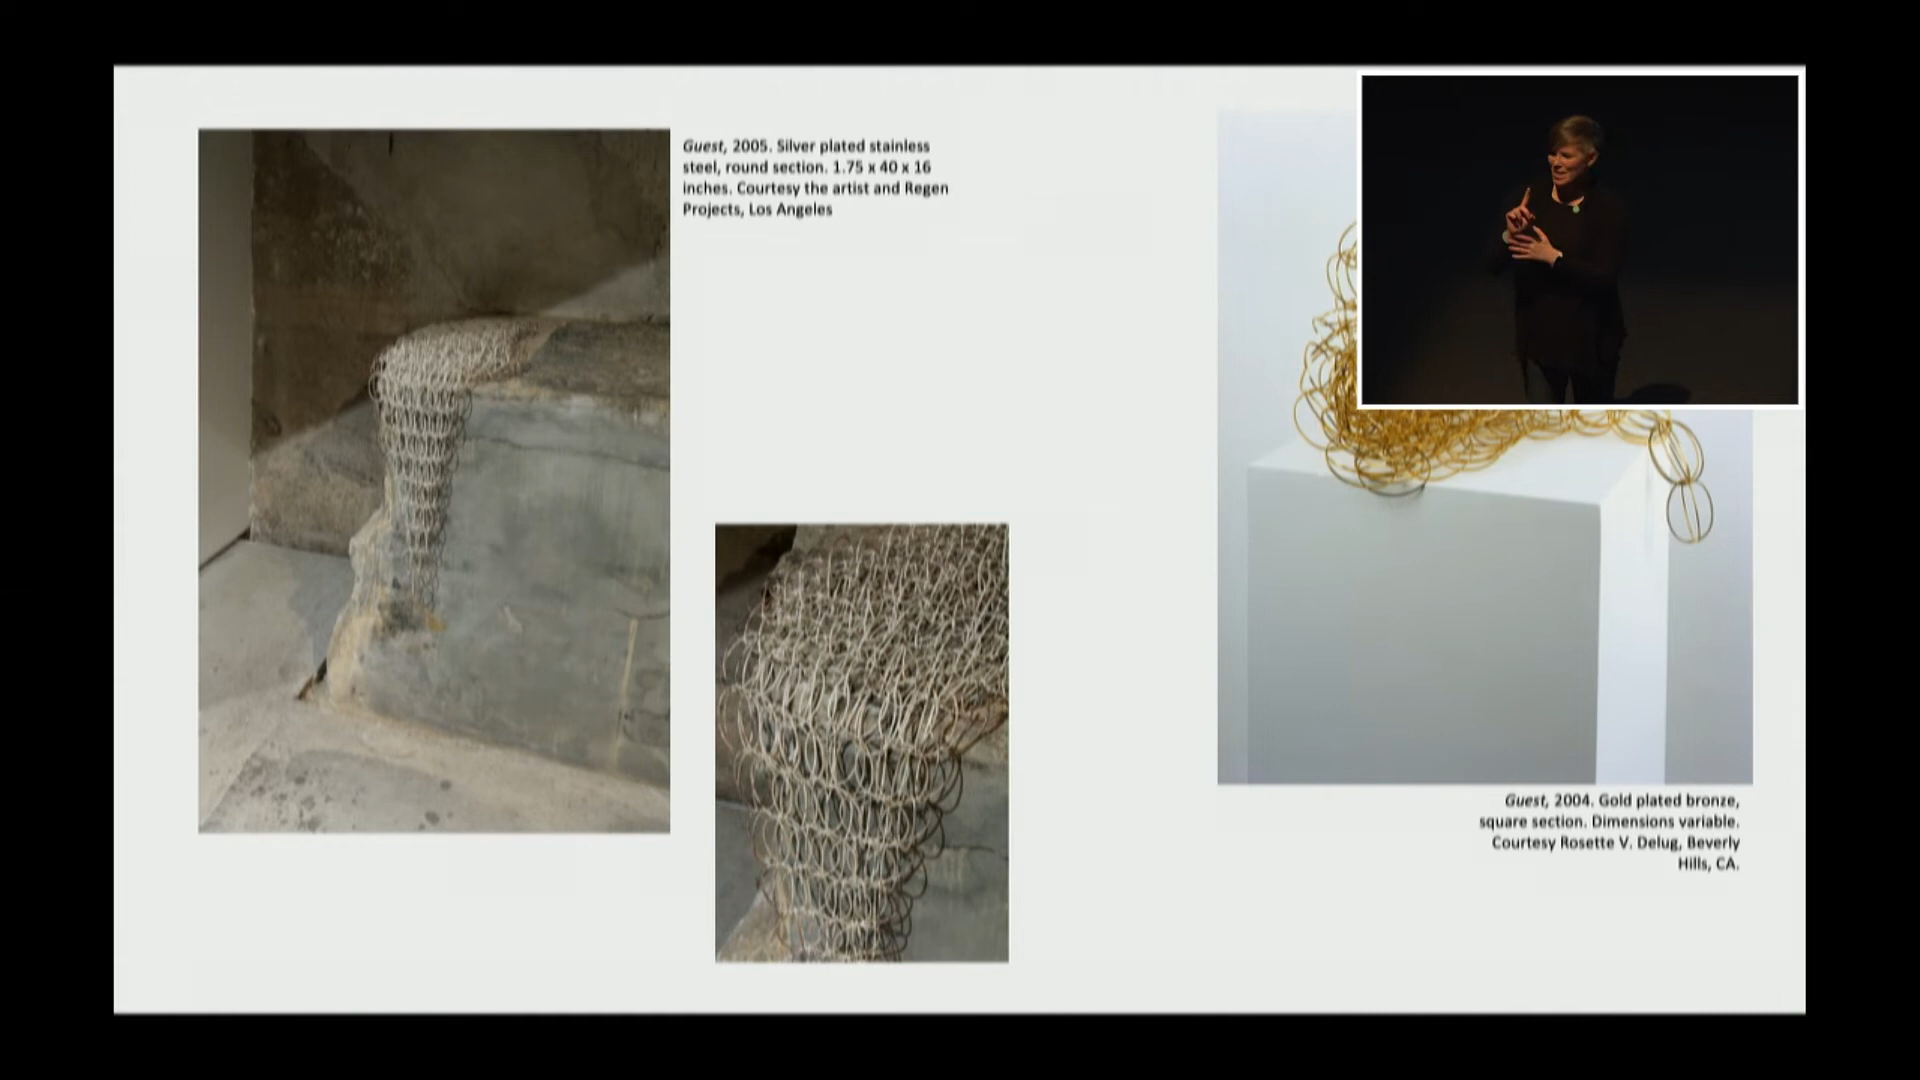 Guest, 2005. Silver plated stainless
steel, round section. 1.75 x 40 x 16
inches. Courtesy the artist and Regen
Projects, Los Angeles
Guest, 2004. Gold plated bronze,
square section. Dimensions variable.
Courtesy Rosette V. Delug, Beverly
Hills, CA.